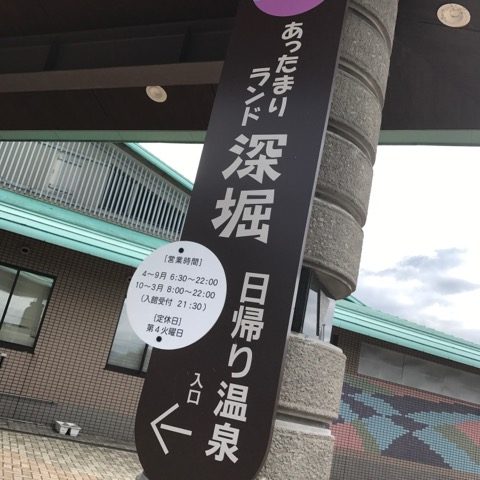 あったまり
ランド
深堀
日帰り温泉
入口
[営業時間]
4～9月 6:30～22:00
10～3月 8:00～22:00
(入館受付 21:30)
[定休日]
第4火曜日